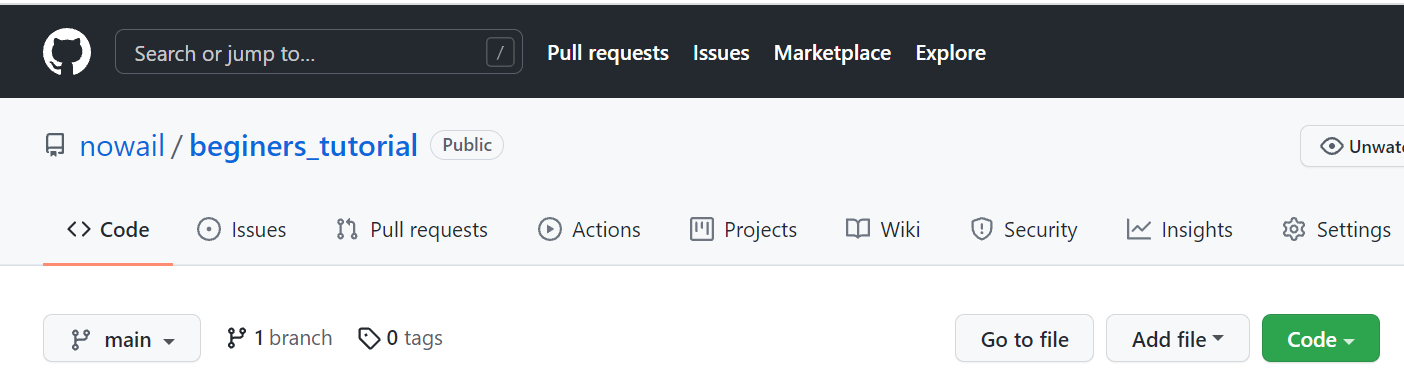 Search or jump to... / Pull requests Issues Marketplace Explore
nowail / beginers_tutorial Public Unwatc
Code Issues Pull requests Actions Projects Wiki Security Insights Settings
main 1 branch 0 tags Go to file Add file Code